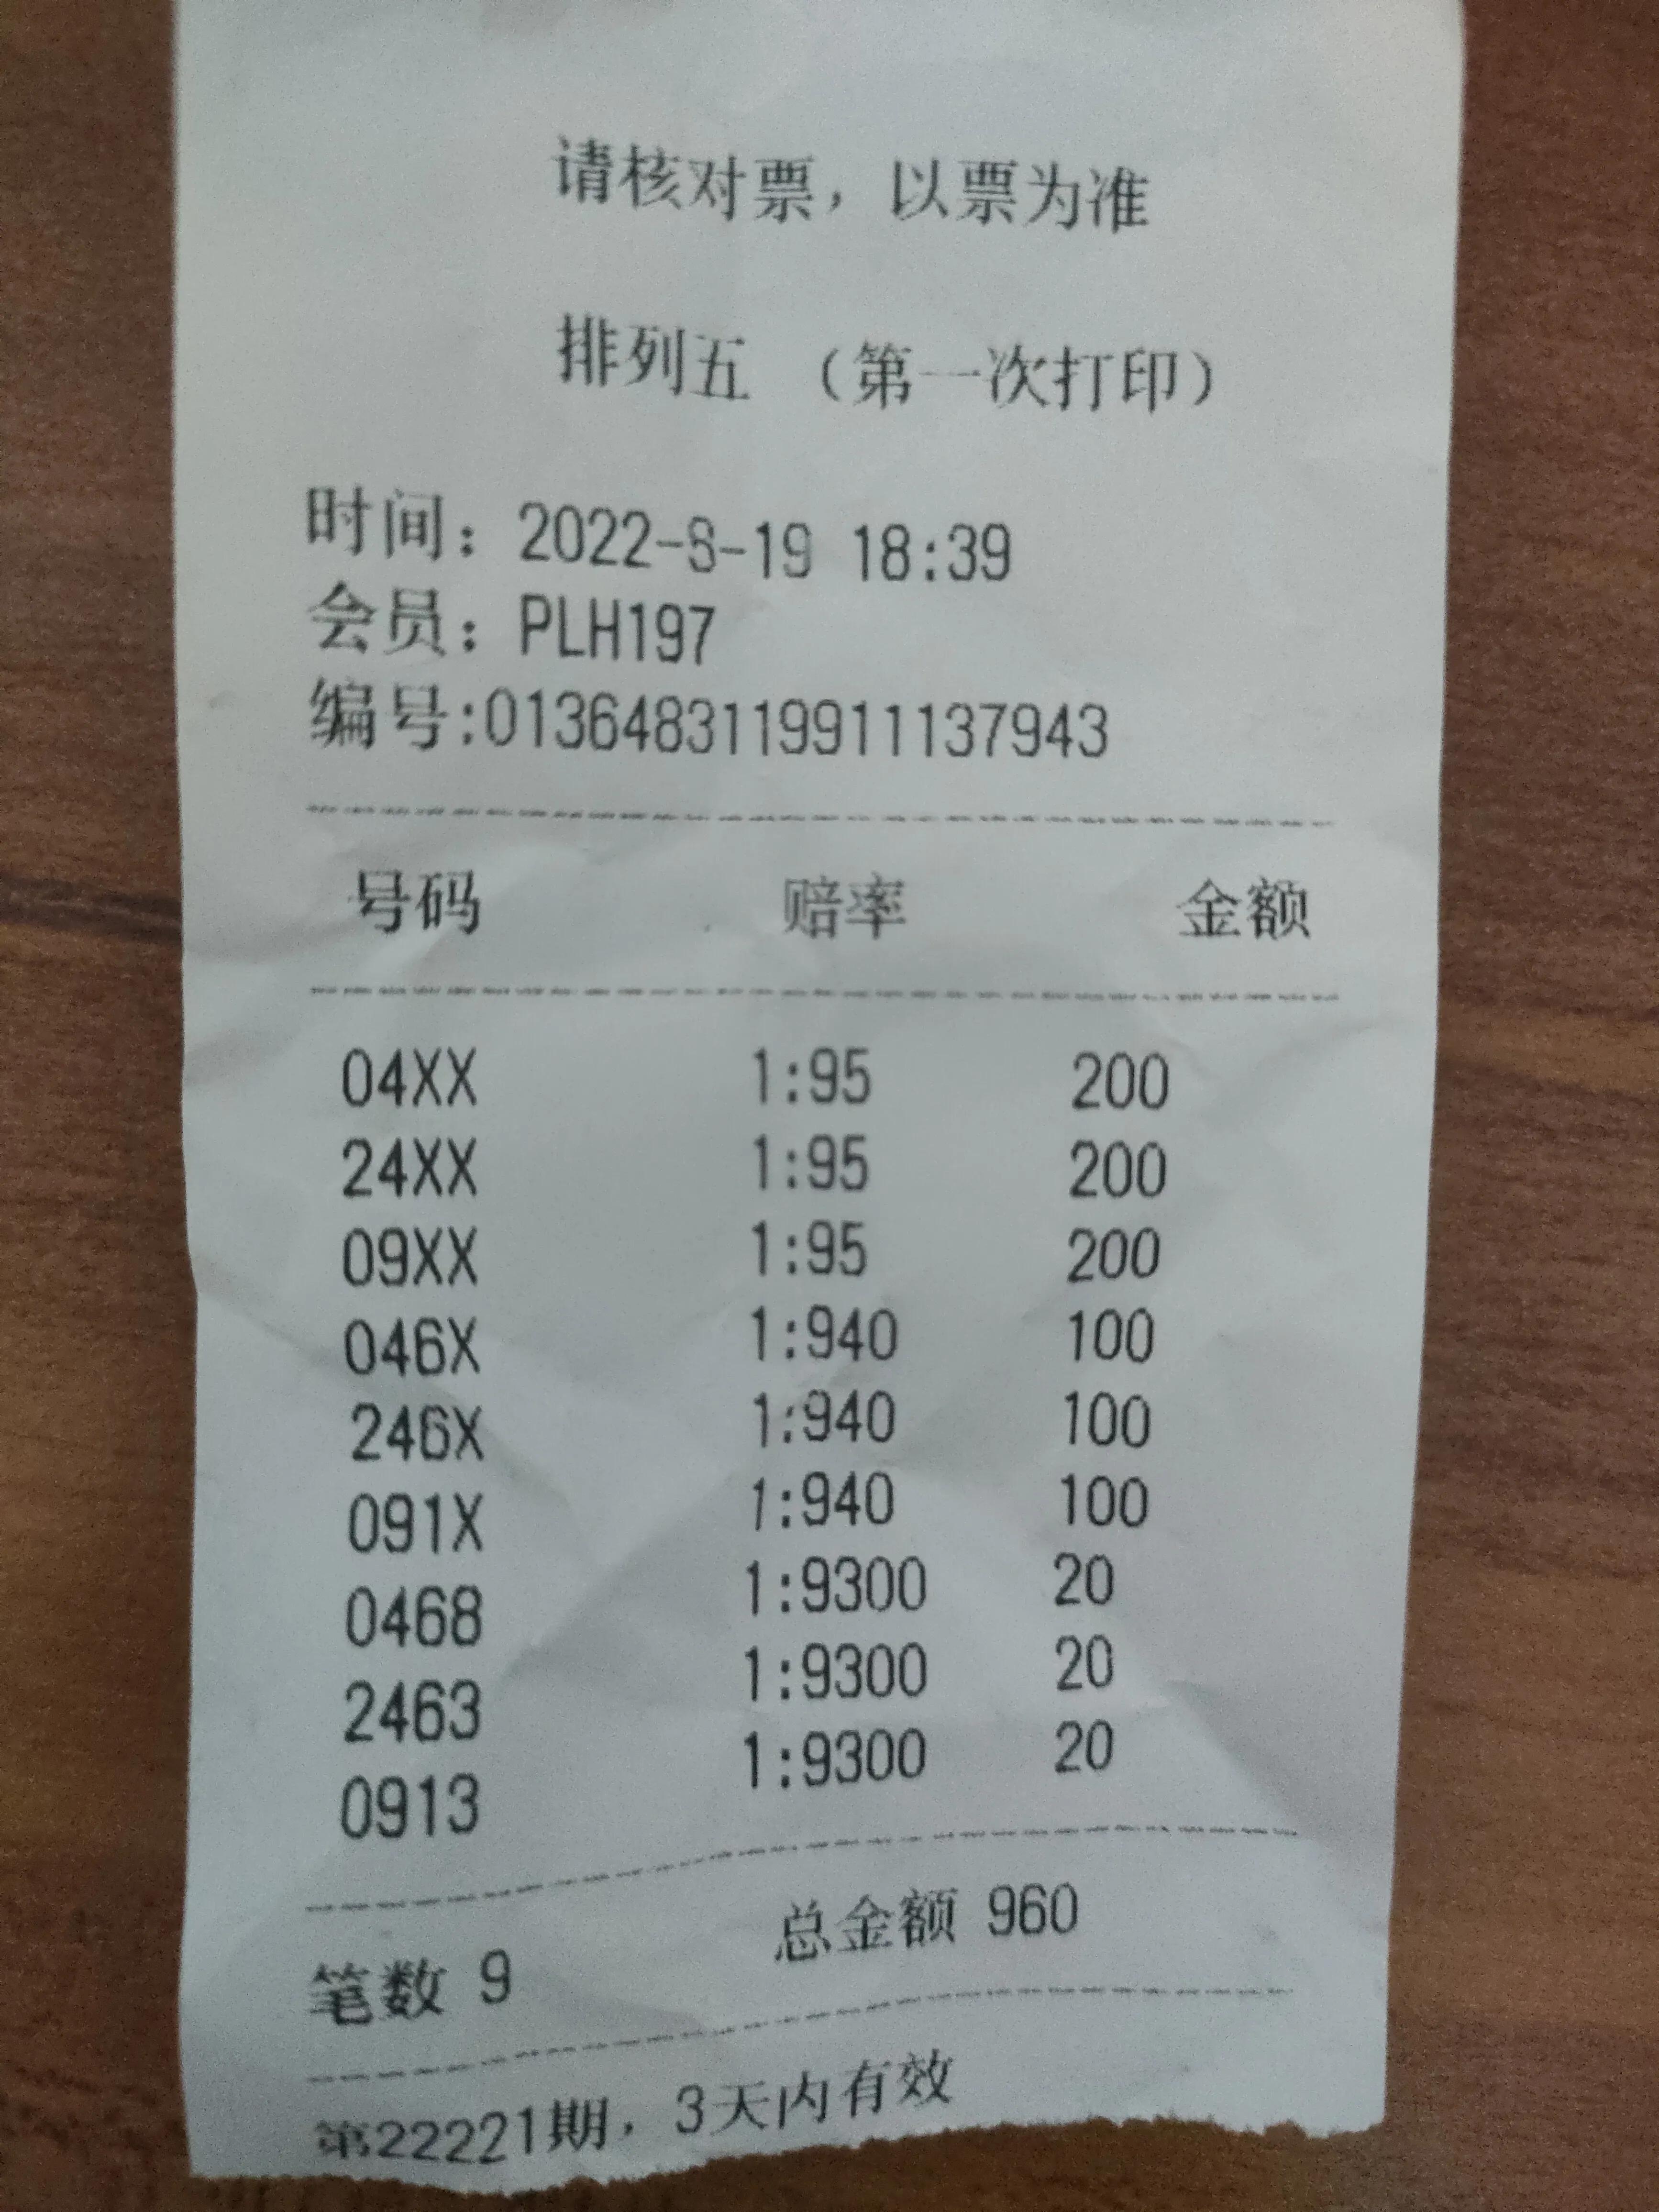 请核对票，以票为准
排列五 （第一次打印）
时间：2022-8-19 18:39
会员：PLH197
编号:0136483119911137943
号码 赔率 金额
04XX 1:95 200
24XX 1:95 200
09XX 1:95 200
046X 1:940 100
246X 1:940 100
091X 1:940 100
0468 1:9300 20
2463 1:9300 20
0913 1:9300 20
笔数 9 总金额 960
第22221期，3天内有效